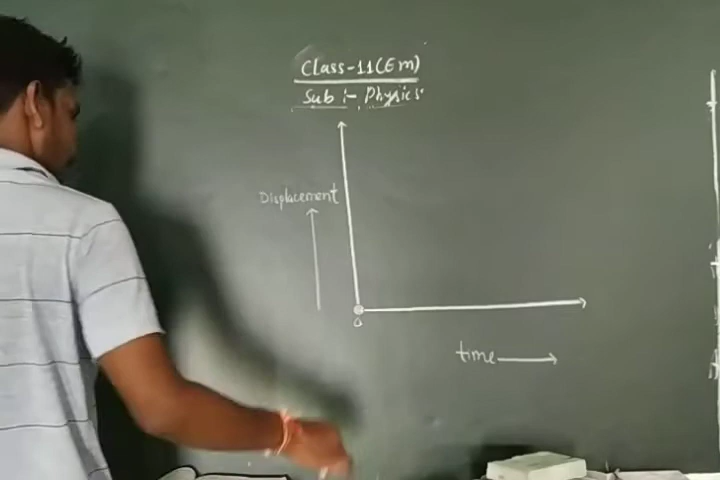 Class-11(Em)
Sub :- Physics
Displacement
0
time